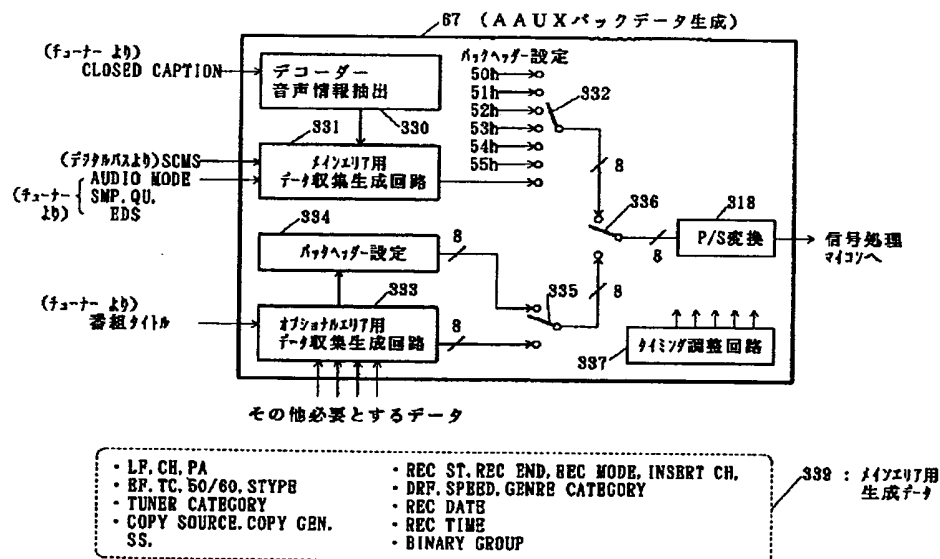 67 (AAUXパックデータ生成)
(チューナー より)
CLOSED CAPTION
デコーダー
音声情報抽出
330
パックヘッダー設定
50h
51h
52h
53h
54h
55h
332
8
331
(デジタルバスより)SCMS
AUDIO MODE
(チューナーより)
SMP. QU.
EDS
メインエリア用
データ収集生成回路
336
8
318
P/S変換
信号処理
マイコンへ
334
パックヘッダー設定
8
335
8
333
(チューナー より)
番組タイトル
オプショナルエリア用
データ収集生成回路
8
337
タイミング調整回路
その他必要とするデータ
・LF. CH. PA
・EF. TC. 50/60. STYPE
・TUNER CATEGORY
・COPY SOURCE. COPY GEN.
SS.
・REC ST. REC END. REC MODE. INSERT CH.
・DRF. SPEED. GENRE CATEGORY
・REC DATE
・REC TIME
・BINARY GROUP
339 : メインエリア用
生成データ